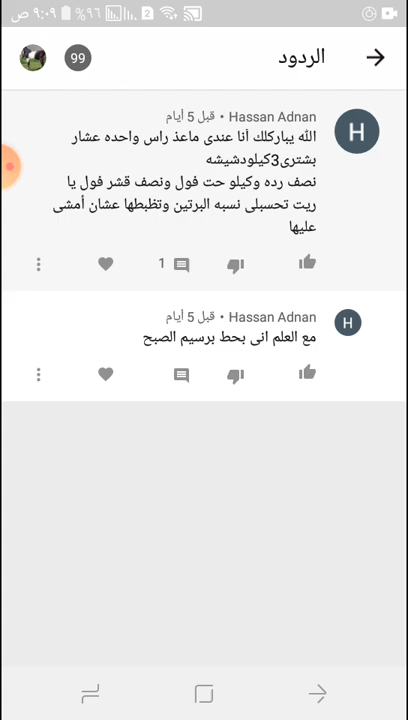 ٩:٠٩ ص
%٩٦
2
الردود
99
Hassan Adnan • قبل 5 أيام
H
الله يباركلك أنا عندى ماعذ راس واحده عشار
بشترى3كيلودشيشه
نصف رده وكيلو حت فول ونصف قشر فول يا
ريت تحسبلى نسبه البرتين وتظبطها عشان أمشى
عليها
1
Hassan Adnan • قبل 5 أيام
H
مع العلم انى بحط برسيم الصبح